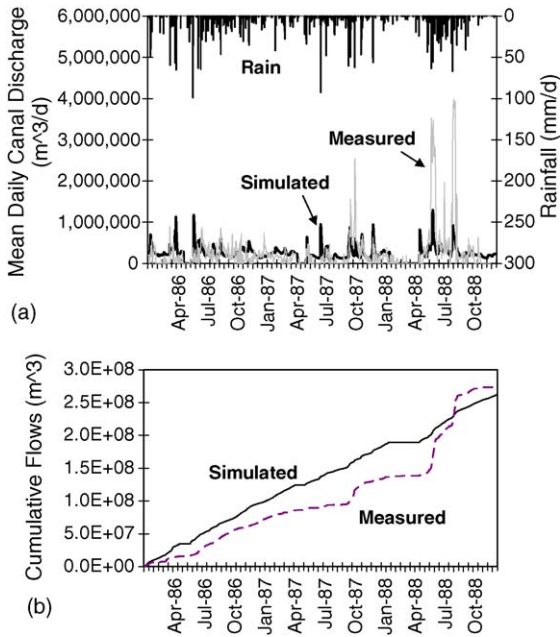 Mean Daily Canal Discharge
(m^3/d)
6,000,000
5,000,000
4,000,000
3,000,000
2,000,000
1,000,000
0
Rain
Measured
Simulated
0
50
100
150
200
250
300
Rainfall (mm/d)
Apr-86
Jul-86
Oct-86
Jan-87
Apr-87
Jul-87
Oct-87
Jan-88
Apr-88
Jul-88
Oct-88
(a)
Cumulative Flows (m^3)
3.0E+08
2.5E+08
2.0E+08
1.5E+08
1.0E+08
5.0E+07
0.0E+00
Simulated
Measured
Apr-86
Jul-86
Oct-86
Jan-87
Apr-87
Jul-87
Oct-87
Jan-88
Apr-88
Jul-88
Oct-88
(b)